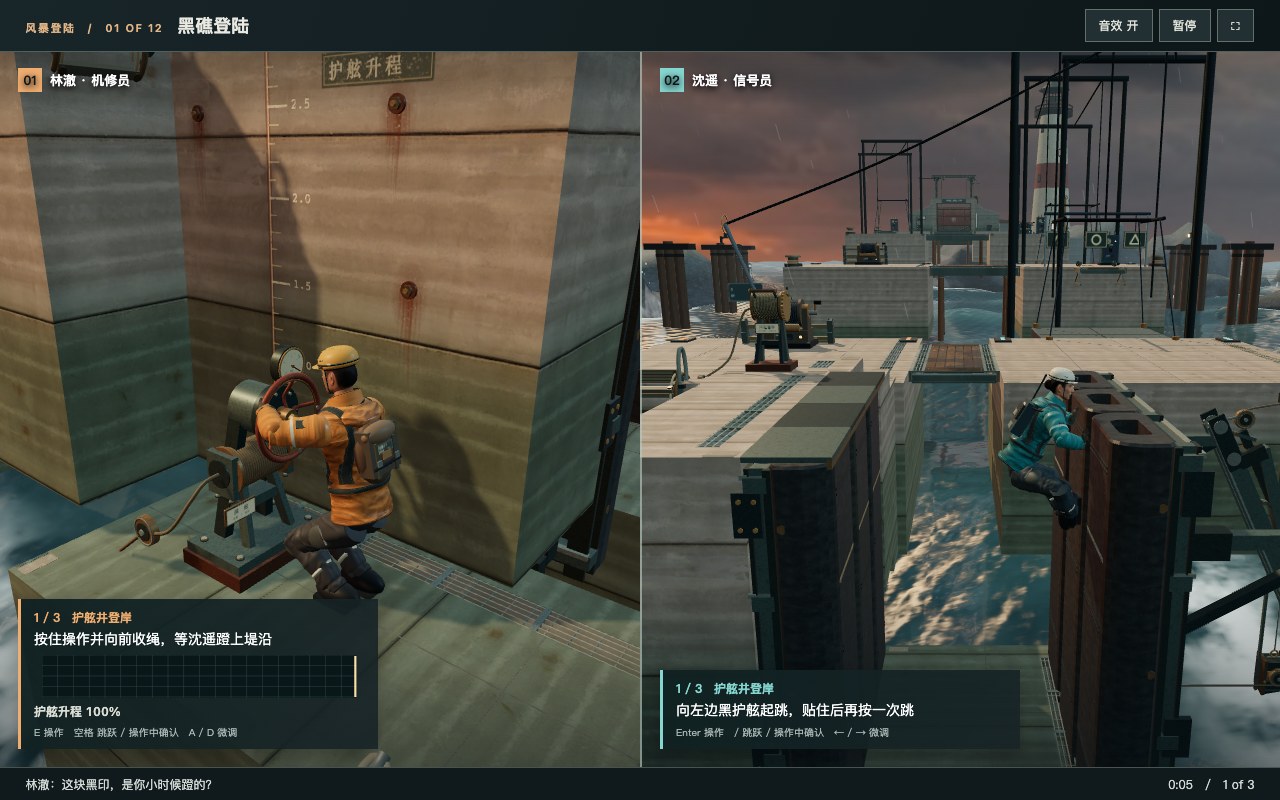 风暴登陆 / 01 OF 12 黑礁登陆
音效 开
暂停
01 林澈 · 机修员
护舷升程
2.5
2.0
1.5
1 / 3 护舷井登岸
按住操作并向前收绳，等沈遥蹬上堤沿
护舷升程 100%
E 操作 空格 跳跃 / 操作中确认 A / D 微调
02 沈遥 · 信号员
1 / 3 护舷井登岸
向左边黑护舷起跳，贴住后再按一次跳
Enter 操作 / 跳跃 / 操作中确认 ← / → 微调
林澈：这块黑印，是你小时候蹬的？
0:05 / 1 of 3